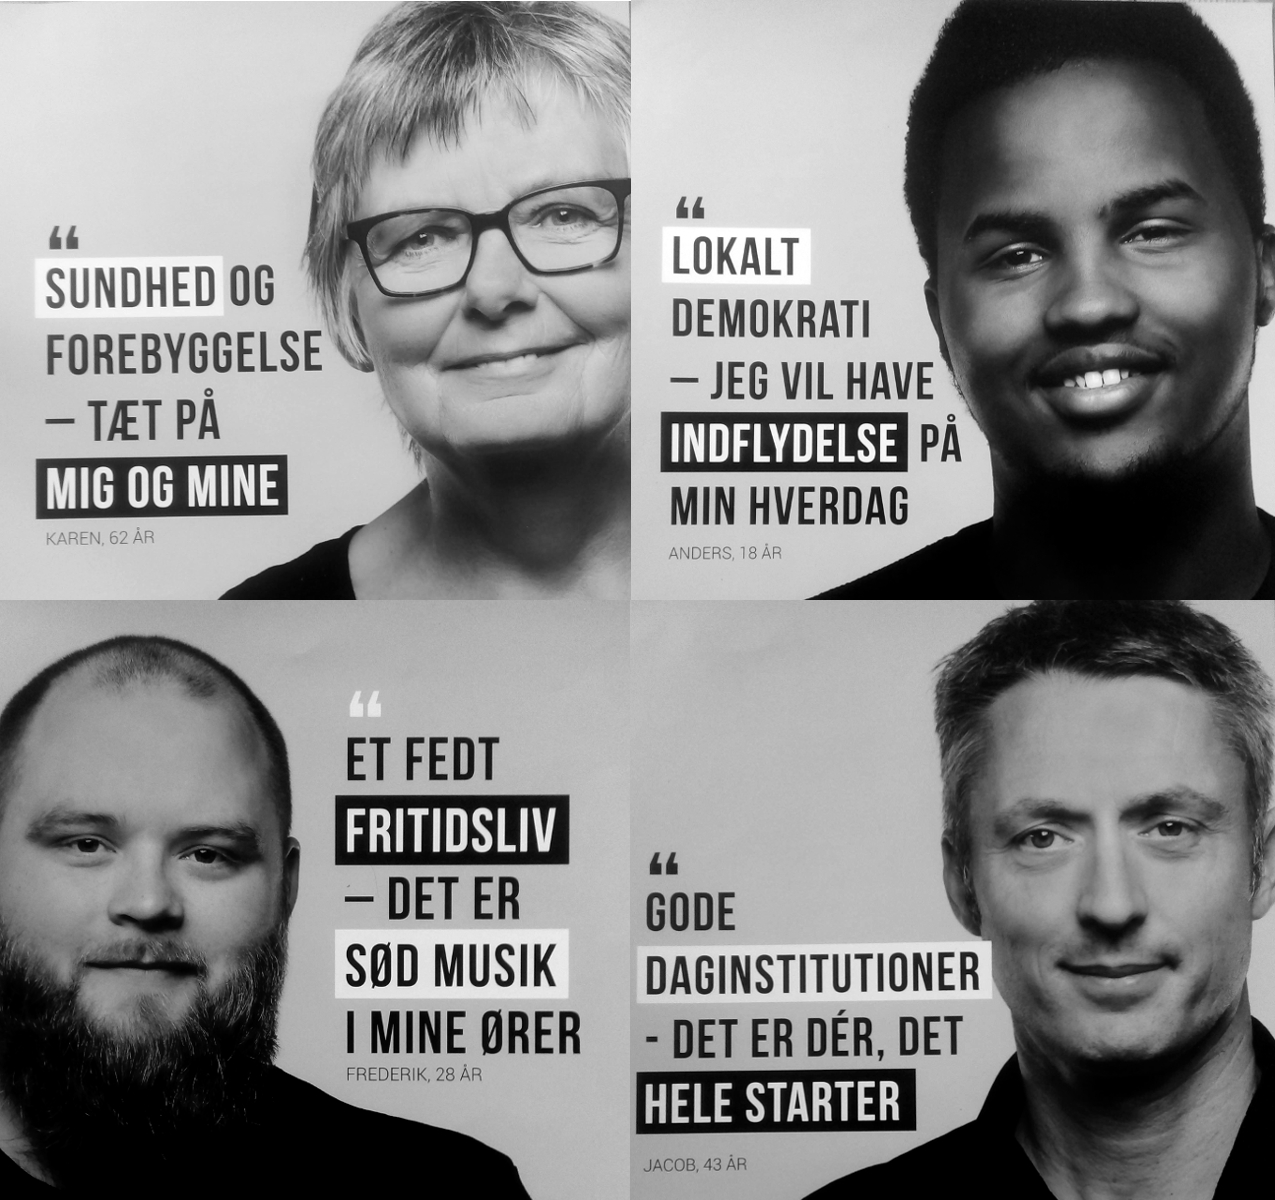 “
SUNDHED OG
FOREBYGGELSE
– TÆT PÅ
MIG OG MINE
KAREN, 62 ÅR
“
LOKALT
DEMOKRATI
– JEG VIL HAVE
INDFLYDELSE PÅ
MIN HVERDAG
ANDERS, 18 ÅR
“
ET FEDT
FRITIDSLIV
– DET ER
SØD MUSIK
I MINE ØRER
FREDERIK, 28 ÅR
“
GODE
DAGINSTITUTIONER
- DET ER DÉR, DET
HELE STARTER
JACOB, 43 ÅR